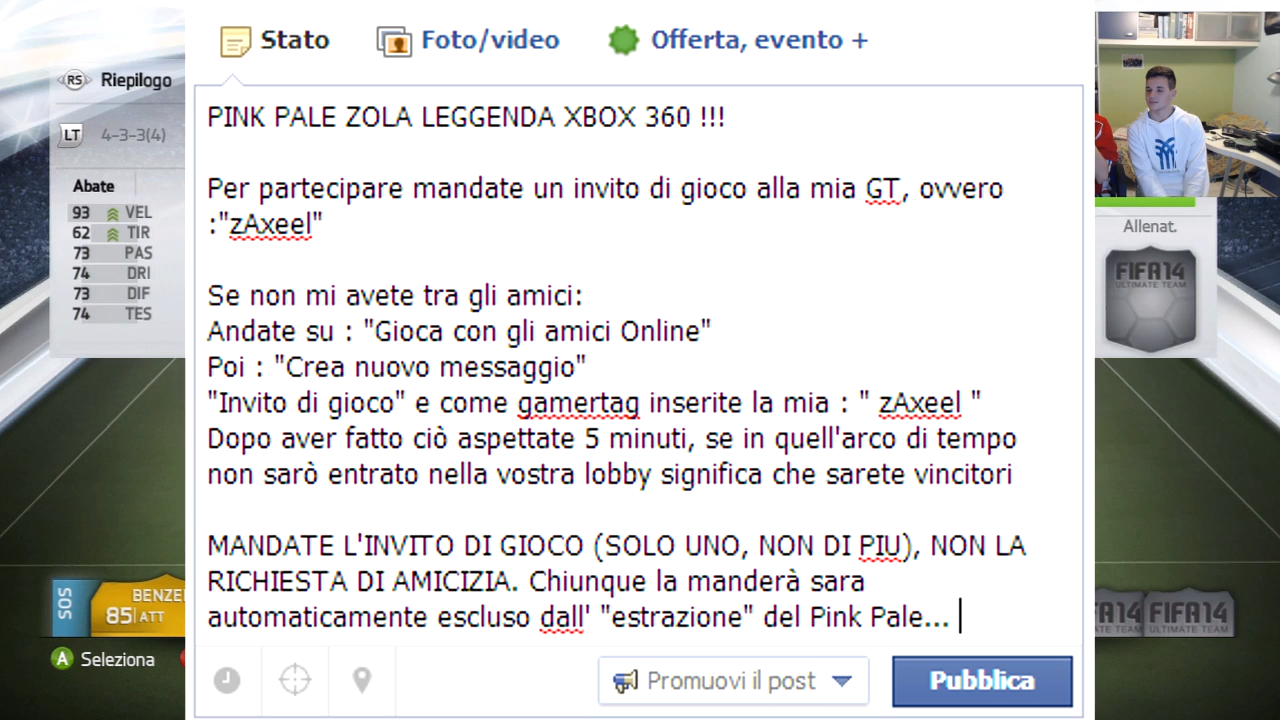 Stato Foto/video Offerta, evento +
RS Riepilogo
LT 4-3-3(4)
Abate
93 VEL
62 TIR
73 PAS
74 DRI
73 DIF
74 TES
PINK PALE ZOLA LEGGENDA XBOX 360 !!!
Per partecipare mandate un invito di gioco alla mia GT, ovvero
:"zAxeel"
Se non mi avete tra gli amici:
Andate su : "Gioca con gli amici Online"
Poi : "Crea nuovo messaggio"
"Invito di gioco" e come gamertag inserite la mia : " zAxeel "
Dopo aver fatto ciò aspettate 5 minuti, se in quell'arco di tempo
non sarò entrato nella vostra lobby significa che sarete vincitori
MANDATE L'INVITO DI GIOCO (SOLO UNO, NON DI PIU), NON LA
RICHIESTA DI AMICIZIA. Chiunque la manderà sara
automaticamente escluso dall' "estrazione" del Pink Pale...
Allenat.
FIFA14
ULTIMATE TEAM
SOS
BENZE
85 ATT
A Seleziona
FIFA14
ULTIMATE TEAM
Promuovi il post
Pubblica